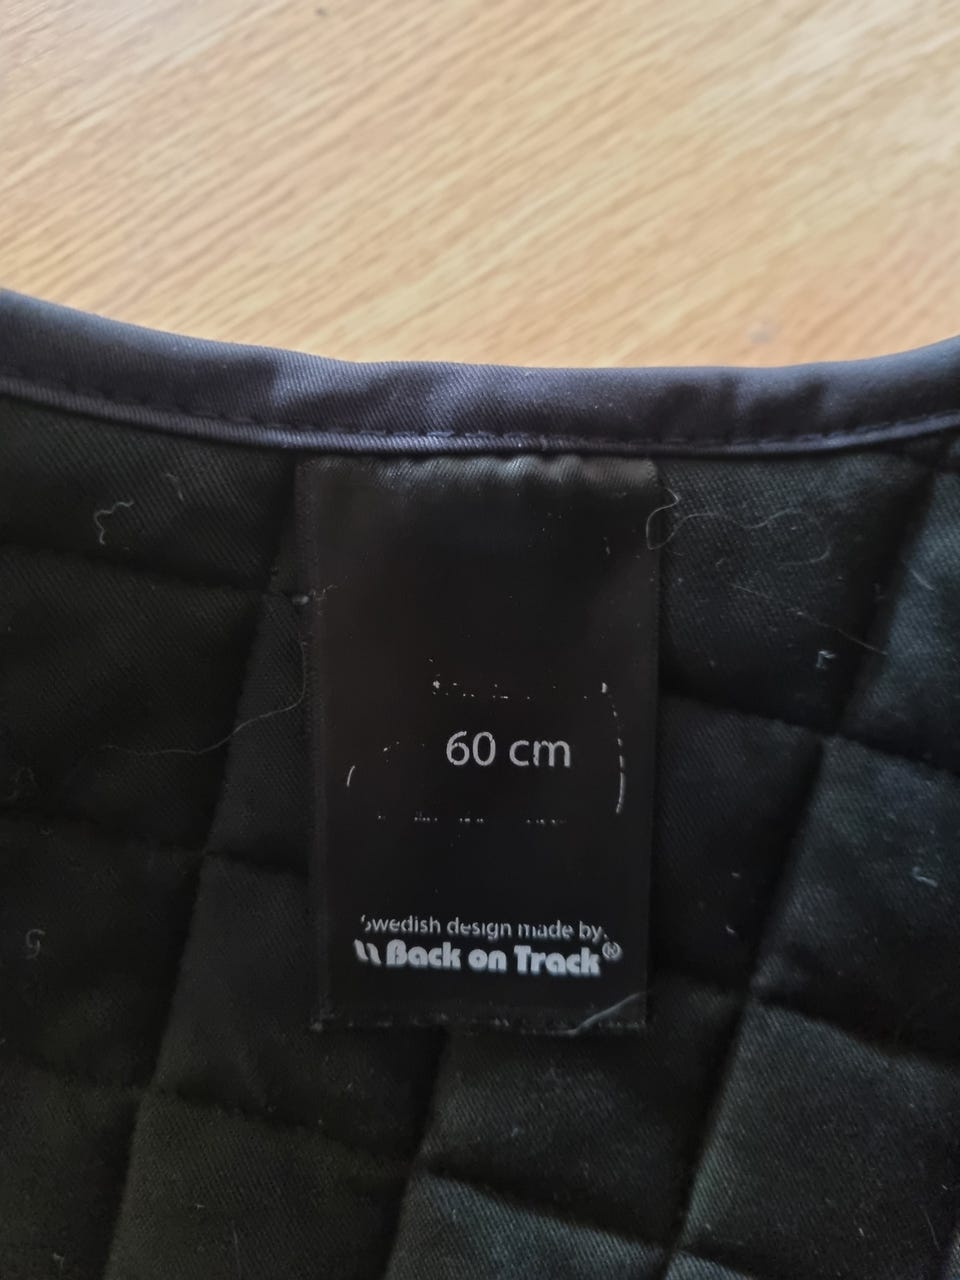 60 cm
Swedish design made by:
Back on Track®